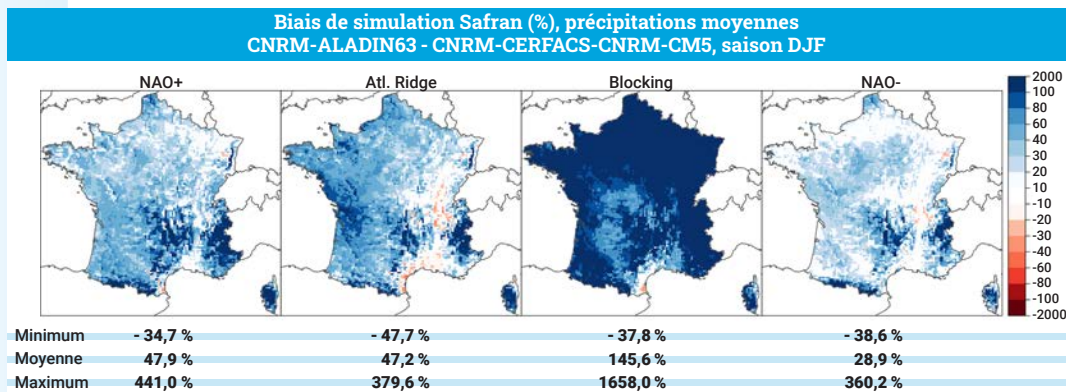 Biais de simulation Safran (%), précipitations moyennes
CNRM-ALADIN63 - CNRM-CERFACS-CNRM-CM5, saison DJF
NAO+ Atl. Ridge Blocking NAO-
2000
100
80
60
40
30
20
10
-20
-30
-40
-60
-80
-100
-2000
Minimum - 34,7 % - 47,7 % - 37,8 % - 38,6 %
Moyenne 47,9 % 47,2 % 145,6 % 28,9 %
Maximum 441,0 % 379,6 % 1658,0 % 360,2 %